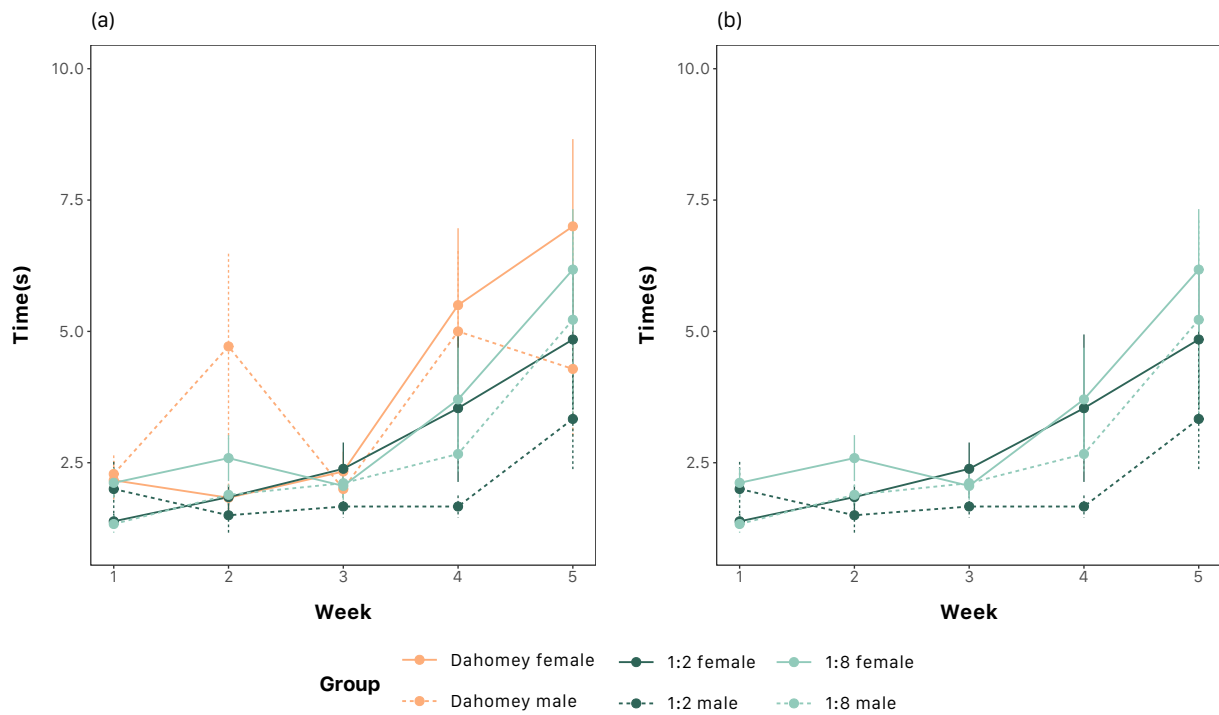 (a)
(b)
10.0
7.5
5.0
2.5
Time(s)
1 2 3 4 5
Week
10.0
7.5
5.0
2.5
Time(s)
1 2 3 4 5
Week
Group
Dahomey female
1:2 female
1:8 female
Dahomey male
1:2 male
1:8 male